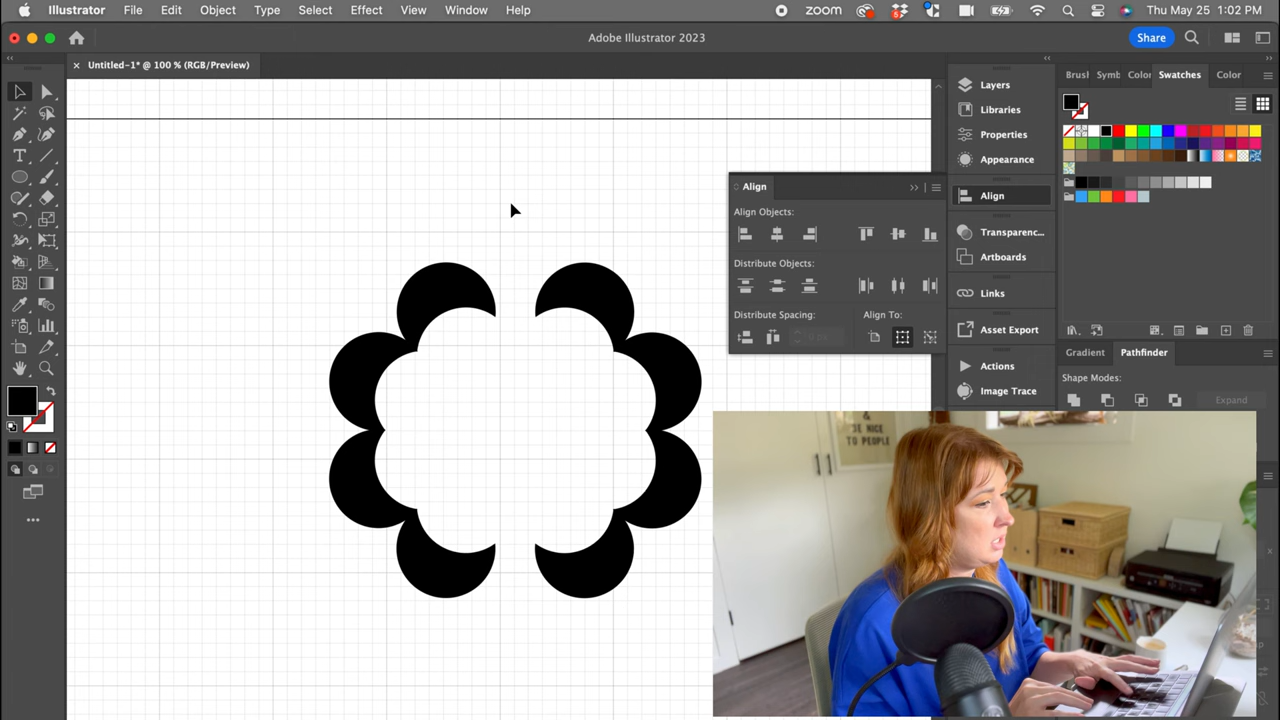 Illustrator File Edit Object Type Select Effect View Window Help
zoom Thu May 25 1:02 PM
Adobe Illustrator 2023
Share
× Untitled-1* @ 100 % (RGB/Preview)
Layers
Libraries
Properties
Appearance
Align
Transparenc...
Artboards
Links
Asset Export
Actions
Image Trace
Align
Align Objects:
Distribute Objects:
Distribute Spacing:
Align To:
Brusl Symb Color Swatches Color
Gradient Pathfinder
Shape Modes:
Expand
&
BE NICE
TO PEOPLE